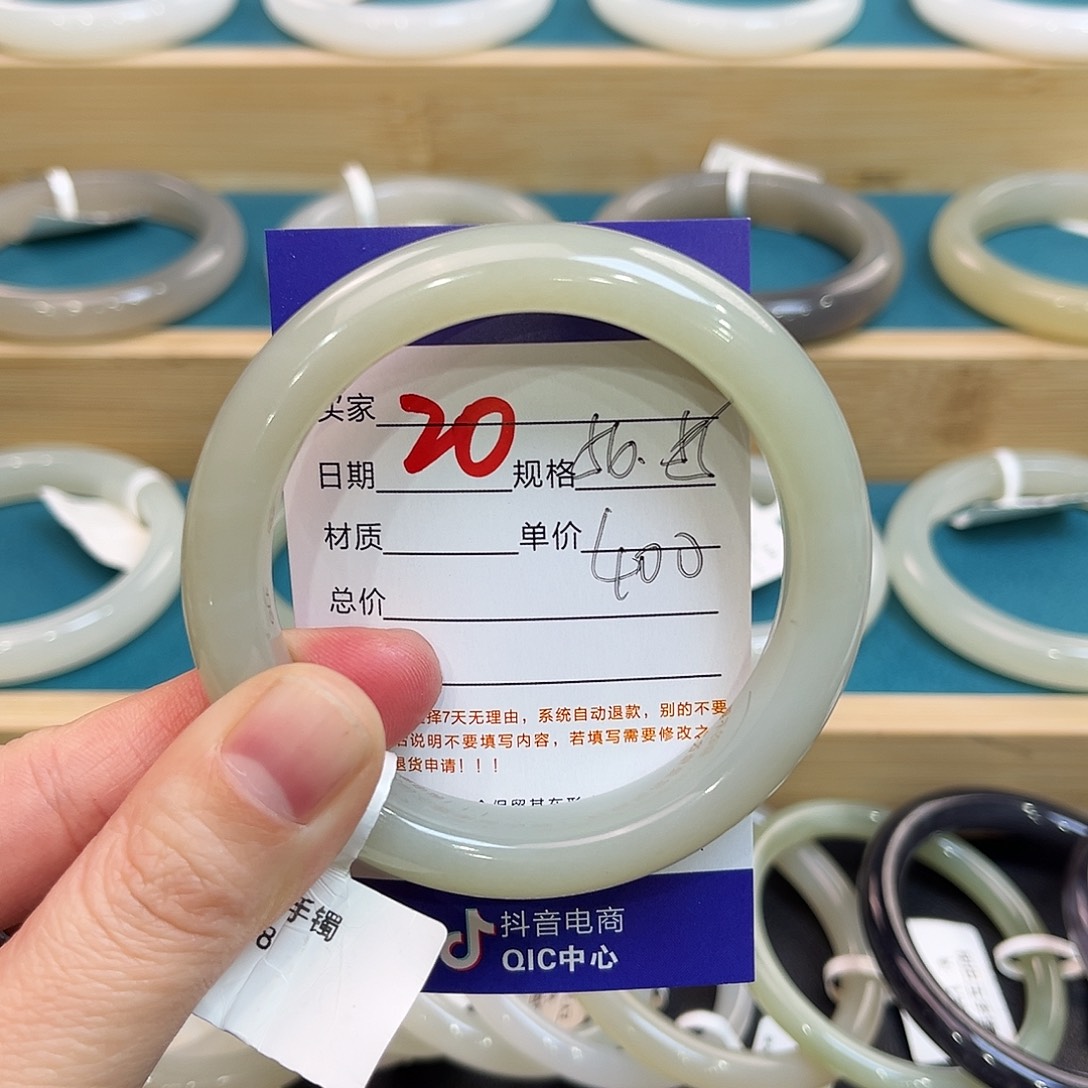 买家
20
日期 规格 56.5
材质 单价 400
总价
择7天无理由，系统自动退款，别的不要
说明不要填写内容，若填写需要修改之
退货申请！！！
抖音电商
QIC中心
手镯
8